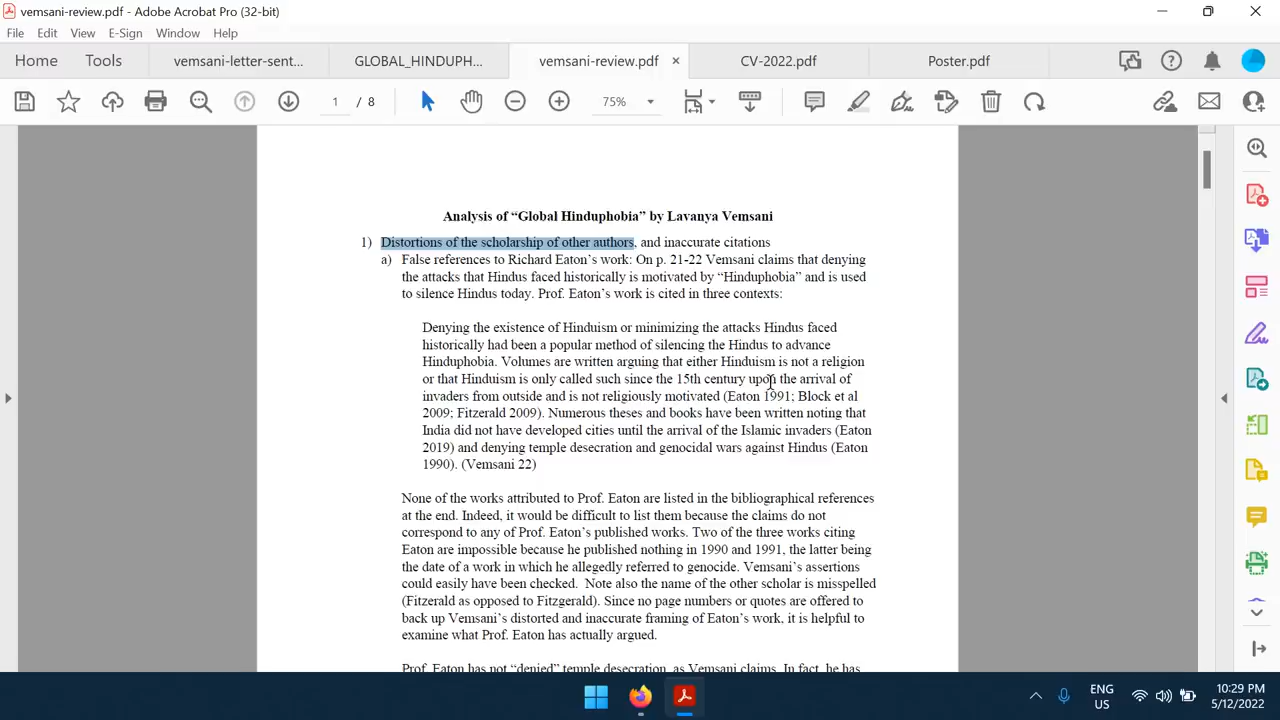 vemsani-review.pdf - Adobe Acrobat Pro (32-bit)
File Edit View E-Sign Window Help
Home Tools vemsani-letter-sent... GLOBAL_HINDUPH... vemsani-review.pdf × CV-2022.pdf Poster.pdf
1 / 8 75%
Analysis of “Global Hinduphobia” by Lavanya Vemsani
1) Distortions of the scholarship of other authors, and inaccurate citations
a) False references to Richard Eaton’s work: On p. 21-22 Vemsani claims that denying
the attacks that Hindus faced historically is motivated by “Hinduphobia” and is used
to silence Hindus today. Prof. Eaton’s work is cited in three contexts:
Denying the existence of Hinduism or minimizing the attacks Hindus faced
historically had been a popular method of silencing the Hindus to advance
Hinduphobia. Volumes are written arguing that either Hinduism is not a religion
or that Hinduism is only called such since the 15th century upon the arrival of
invaders from outside and is not religiously motivated (Eaton 1991; Block et al
2009; Fitzerald 2009). Numerous theses and books have been written noting that
India did not have developed cities until the arrival of the Islamic invaders (Eaton
2019) and denying temple desecration and genocidal wars against Hindus (Eaton
1990). (Vemsani 22)
None of the works attributed to Prof. Eaton are listed in the bibliographical references
at the end. Indeed, it would be difficult to list them because the claims do not
correspond to any of Prof. Eaton’s published works. Two of the three works citing
Eaton are impossible because he published nothing in 1990 and 1991, the latter being
the date of a work in which he allegedly referred to genocide. Vemsani’s assertions
could easily have been checked. Note also the name of the other scholar is misspelled
(Fitzerald as opposed to Fitzgerald). Since no page numbers or quotes are offered to
back up Vemsani’s distorted and inaccurate framing of Eaton’s work, it is helpful to
examine what Prof. Eaton has actually argued.
Prof. Eaton has not “denied” temple desecration, as Vemsani claims. In fact, he has
ENG
US
10:29 PM
5/12/2022